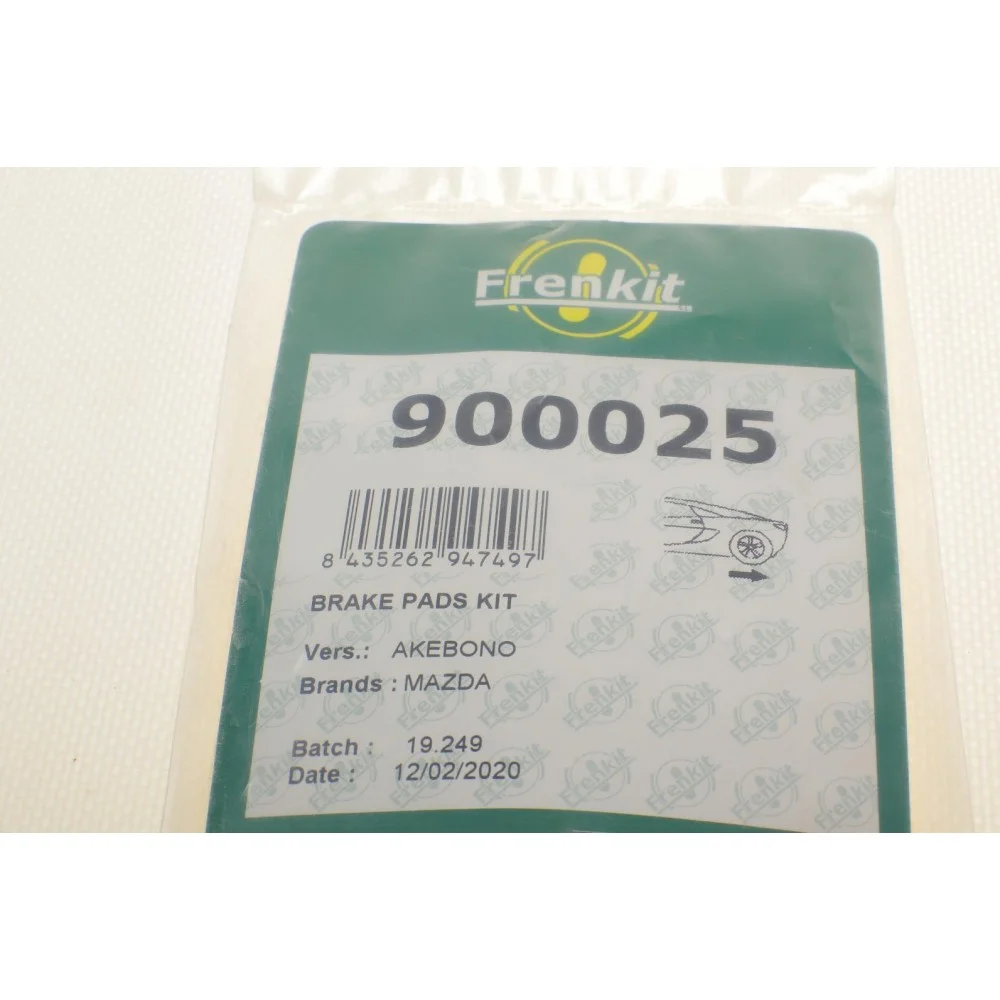 Frenkit S.L.
900025
8 435262 947497
BRAKE PADS KIT
Vers.: AKEBONO
Brands : MAZDA
Batch : 19.249
Date : 12/02/2020